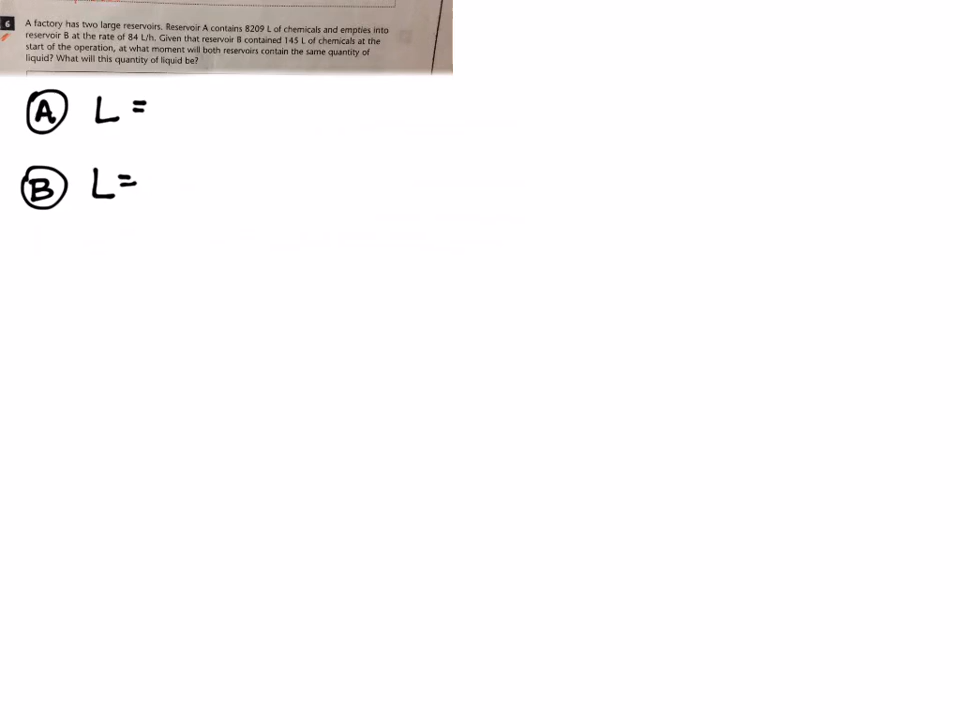 6 A factory has two large reservoirs. Reservoir A contains 8209 L of chemicals and empties into
reservoir B at the rate of 84 L/h. Given that reservoir B contained 145 L of chemicals at the
start of the operation, at what moment will both reservoirs contain the same quantity of
liquid? What will this quantity of liquid be?
A L =
B L =